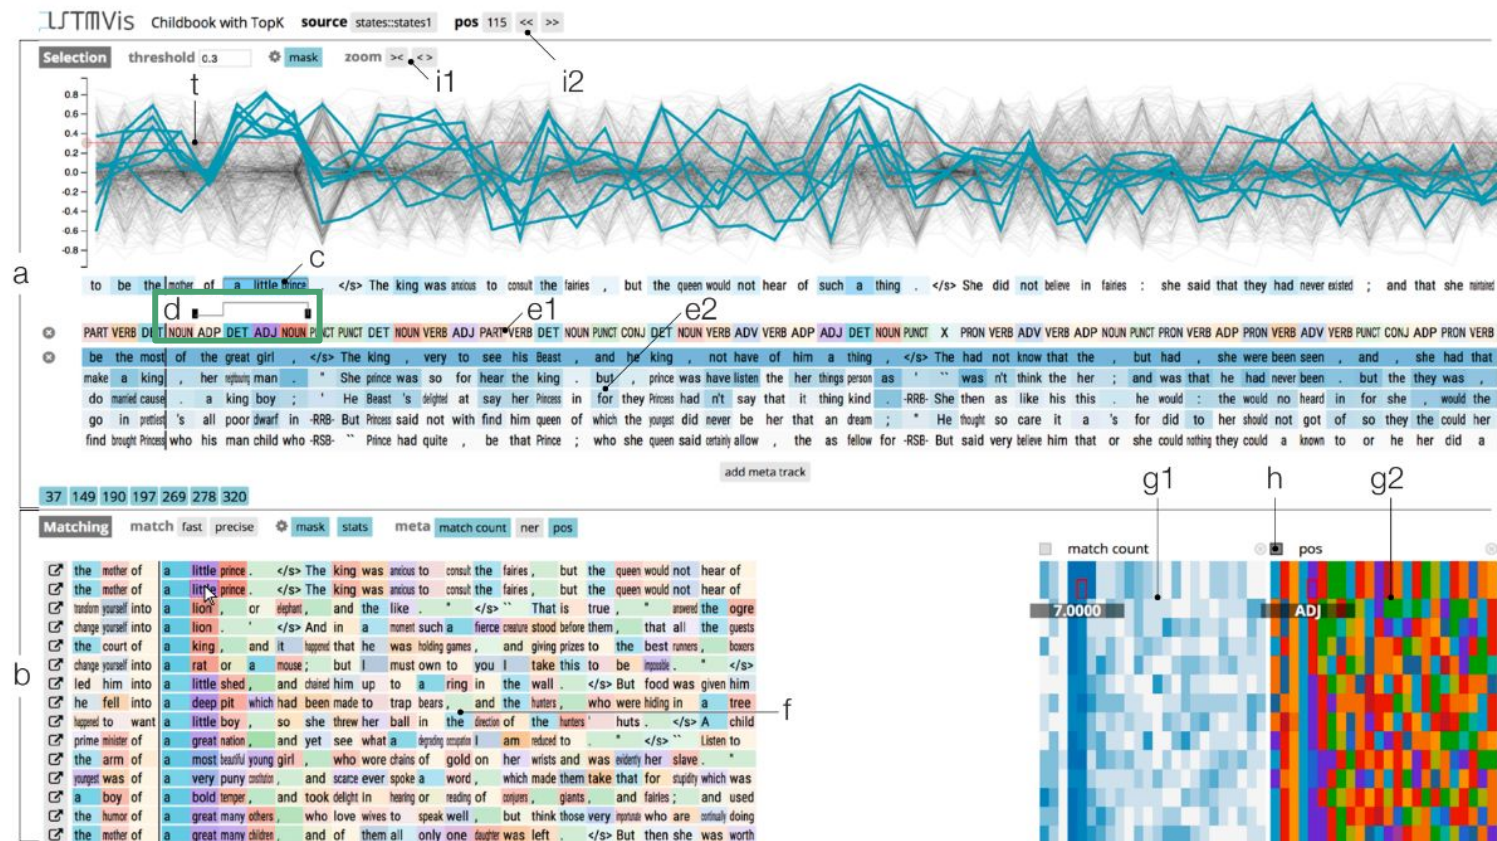 LSTMVis Childbook with TopK source states::states1 pos 115 << >>
Selection threshold 0.3 mask zoom >< <> i1 i2
t
0.8
0.6
0.4
0.2
0.0
-0.2
-0.4
-0.6
-0.8
a
c
to be the mother of a little prince . </s> The king was anxious to consult the fairies , but the queen would not hear of such a thing . </s> She did not believe in fairies : she said that they had never existed ; and that she maintained
d e1 e2
PART VERB DET NOUN ADP DET ADJ NOUN PUNCT PUNCT DET NOUN VERB ADJ PART VERB DET NOUN PUNCT CONJ DET NOUN VERB ADV VERB ADP ADJ DET NOUN PUNCT X PRON VERB ADV VERB ADP NOUN PUNCT PRON VERB ADP PRON VERB ADV VERB PUNCT CONJ ADP PRON VERB
be the most of the great girl , </s> The king , very to see his Beast , and he king , not have of him a thing , </s> The had not know that the , but had , she were been seen , and , she had that
make a king , her neighbouring man . " She prince was so for hear the king . but , prince was have listen the her things person as ' `` was n't think the her ; and was that he had never been . but the they was ,
do married cause . a king boy ; ' He Beast 's delighted at say her Princess in for they Princess had n't say that it thing kind . -RRB- She then as like his this . he would : the would no heard in for she , would the
go in prettiest 's all poor dwarf in -RRB- But Princess said not with find him queen of which the youngest did never be her that an dream ; " He thought so care it a 's for did to her should not got of so they the could her
find brought Princess who his man child who -RSB- `` Prince had quite , be that Prince ; who she queen said certainly allow , the as fellow for -RSB- But said very believe him that or she could nothing they could a known to or he her did a
add meta track
37 149 190 197 269 278 320
g1 h g2
Matching match fast precise mask stats meta match count ner pos
match count pos
b
the mother of a little prince . </s> The king was anxious to consult the fairies , but the queen would not hear of
the mother of a little prince . </s> The king was anxious to consult the fairies , but the queen would not hear of
transform yourself into a lion , or elephant , and the like . " </s> `` That is true , " answered the ogre
change yourself into a lion . ' </s> And in a moment such a fierce creature stood before them , that all the guests
the court of a king , and it happened that he was holding games , and giving prizes to the best runners , boxers
change yourself into a rat or a mouse ; but I must own to you I take this to be impossible . " </s>
led him into a little shed , and chained him up to a ring in the wall . </s> But food was given him
he fell into a deep pit which had been made to trap bears , and the hunters , who were hiding in a tree
happened to want a little boy , so she threw her ball in the direction of the hunters ' huts . </s> A child
prime minister of a great nation , and yet see what a degrading occupation I am reduced to . " </s> `` Listen to
the arm of a most beautiful young girl , who wore chains of gold on her wrists and was evidently her slave . "
youngest was of a very puny constitution , and scarce ever spoke a word , which made them take that for stupidity which was
a boy of a bold temper , and took delight in hearing or reading of conjurers , giants , and fairies ; and used
the humor of a great many others , who love wives to speak well , but think those very importunate who are continually doing
the mother of a great many children , and of them all only one daughter was left . </s> But then she was worth
f
7.0000 ADJ